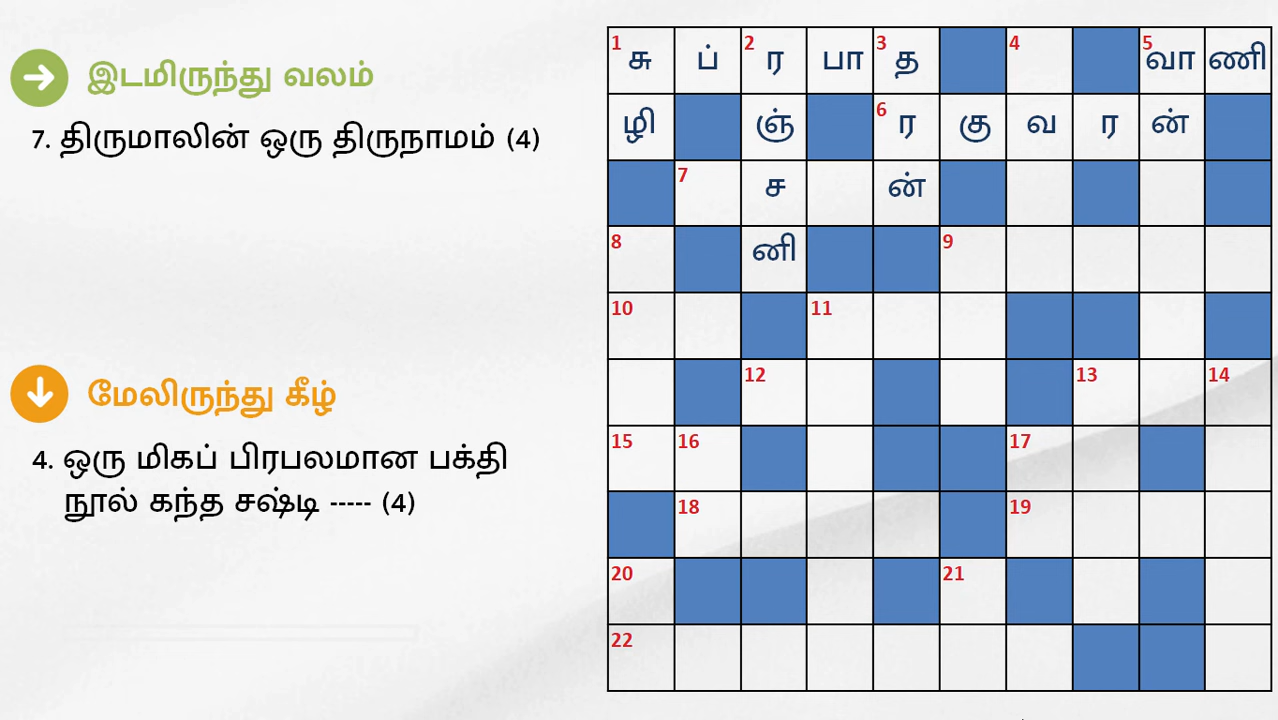 இடமிருந்து வலம்
7. திருமாலின் ஒரு திருநாமம் (4)
மேலிருந்து கீழ்
4. ஒரு மிகப் பிரபலமான பக்தி
நூல் கந்த சஷ்டி ----- (4)
1 சு ப் 2 ர பா 3 த 4 5 வா ணி
ழி ஞ் 6 ர கு வ ர ன்
7 ச ன்
8 னி 9
10 11
12 13 14
15 16 17
18 19
20 21
22